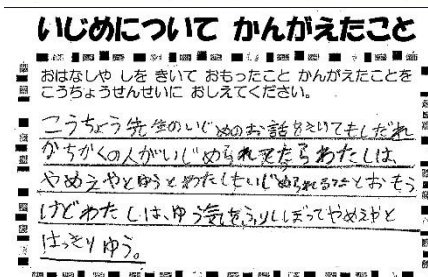 いじめについて かんがえたこと
おはなしや しを きいて おもったこと かんがえたことを
こうちょうせんせいに おしえてください。
こうちょう先生のいじめのお話をきいてもしだれ
かちがくの人がいじめられてたらわたしは、
やめえやとゆうとわたしもいじめられることおもう
けどわたしは、ゆう気をふりしぼってやめえやと
はっきりゆう。